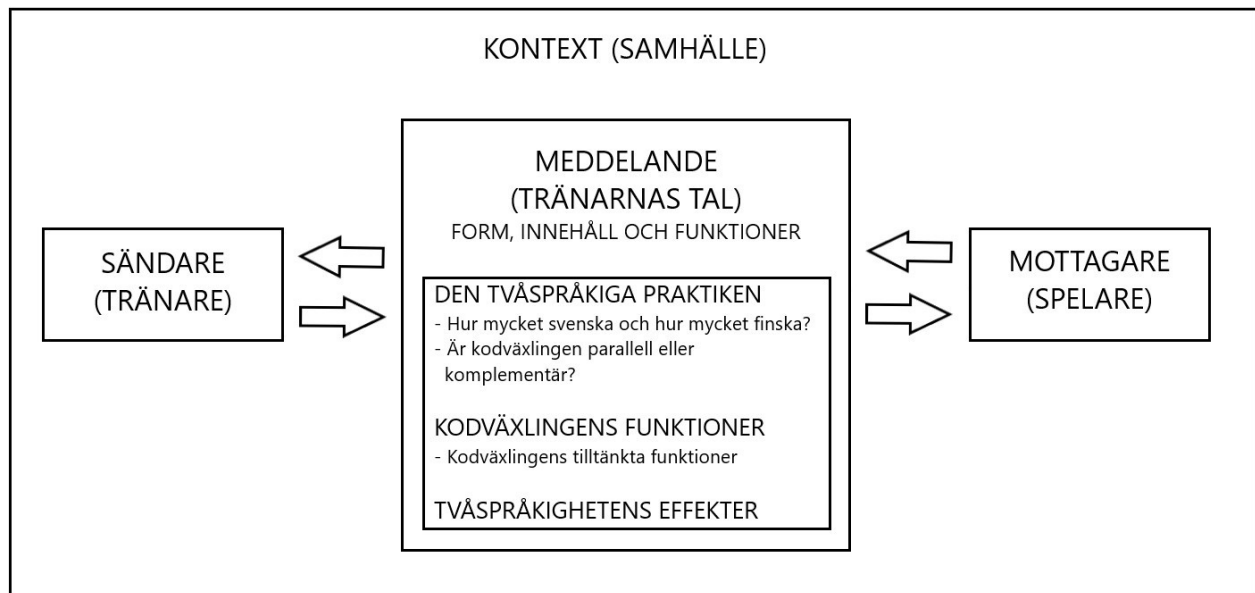 KONTEXT (SAMHÄLLE)
SÄNDARE
(TRÄNARE)
MEDDELANDE
(TRÄNARNAS TAL)
FORM, INNEHÅLL OCH FUNKTIONER
DEN TVÅSPRÅKIGA PRAKTIKEN
- Hur mycket svenska och hur mycket finska?
- Är kodväxlingen parallell eller
komplementär?
KODVÄXLINGENS FUNKTIONER
- Kodväxlingens tilltänkta funktioner
TVÅSPRÅKIGHETENS EFFEKTER
MOTTAGARE
(SPELARE)